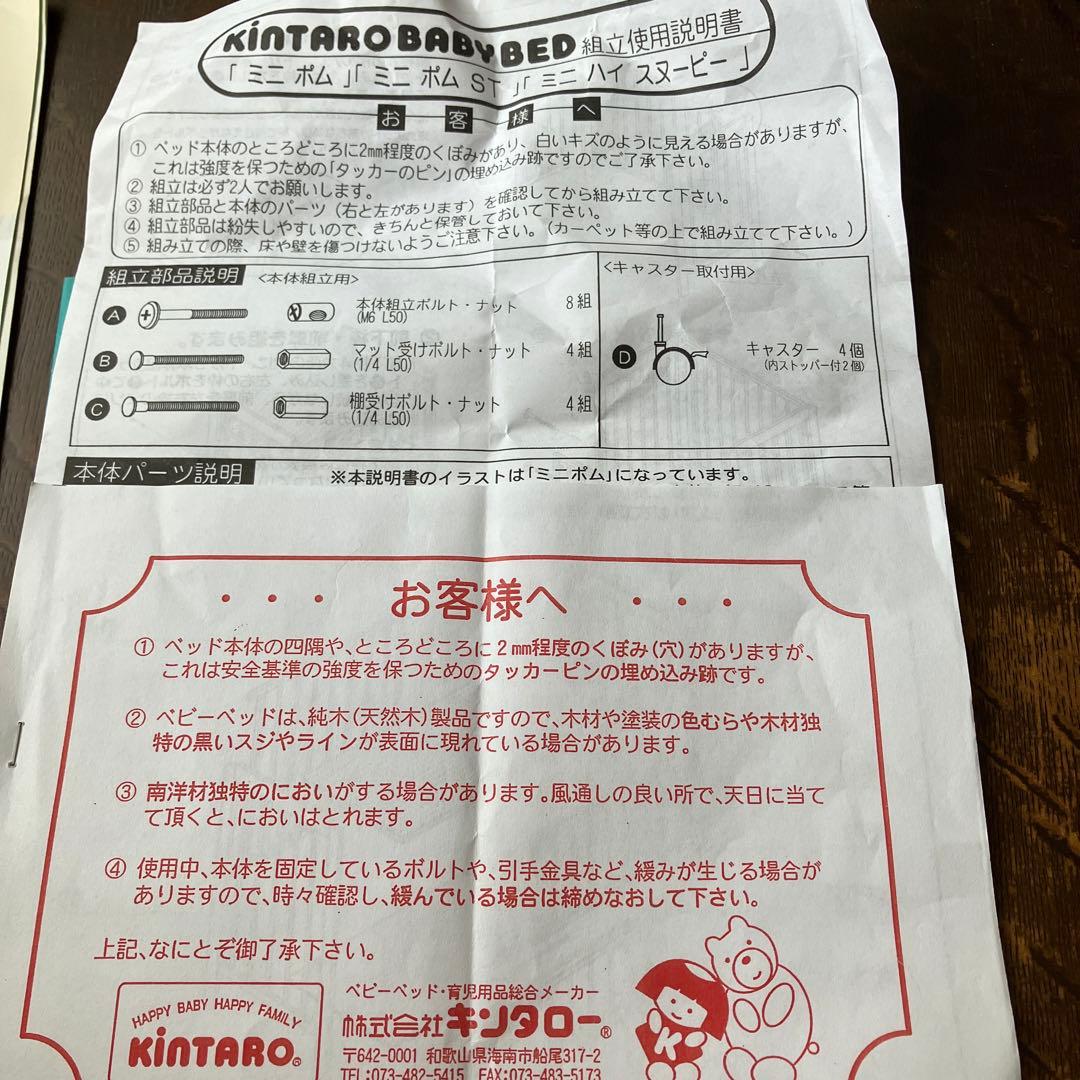 KiNTARO BABY BED 組立使用説明書
「ミニ ポム」「ミニ ポム ST」「ミニ ハイ スヌーピー」
お客様へ
① ベッド本体のところどころに2㎜程度のくぼみがあり、白いキズのように見える場合がありますが、
これは強度を保つための「タッカーのピン」の埋め込み跡ですのでご了承下さい。
② 組立は必ず2人でお願いします。
③ 組立部品と本体のパーツ（右と左があります）を確認してから組み立てて下さい。
④ 組立部品は紛失しやすいので、きちんと保管しておいて下さい。
⑤ 組み立ての際、床や壁を傷つけないようご注意下さい。（カーペット等の上で組み立てて下さい。）
組立部品説明 <本体組立用>
A 本体組立ボルト・ナット 8組
(M6 L50)
B マット受けボルト・ナット 4組
(1/4 L50)
C 棚受けボルト・ナット 4組
(1/4 L50)
<キャスター取付用>
D キャスター 4個
(内ストッパー付2個)
本体パーツ説明 ※本説明書のイラストは「ミニポム」になっています。
・・・ お客様へ ・・・
① ベッド本体の四隅や、ところどころに2㎜程度のくぼみ(穴)がありますが、
これは安全基準の強度を保つためのタッカーピンの埋め込み跡です。
② ベビーベッドは、純木(天然木)製品ですので、木材や塗装の色むらや木材独
特の黒いスジやラインが表面に現れている場合があります。
③ 南洋材独特のにおいがする場合があります。風通しの良い所で、天日に当て
て頂くと、においはとれます。
④ 使用中、本体を固定しているボルトや、引手金具など、緩みが生じる場合が
ありますので、時々確認し、緩んでいる場合は締めなおして下さい。
上記、なにとぞ御了承下さい。
HAPPY BABY HAPPY FAMILY
KiNTARO®
ベビーベッド・育児用品総合メーカー
株式会社キンタロー®
〒642-0001 和歌山県海南市船尾317-2
TEL:073-482-5415 FAX:073-483-5173
K